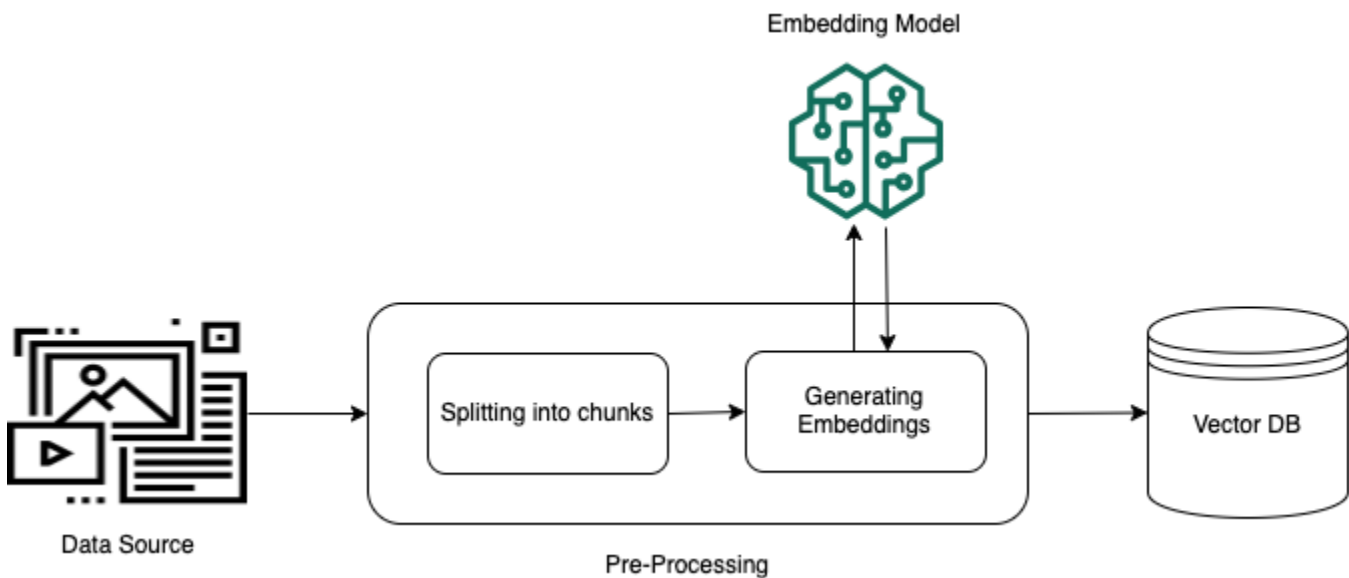 Embedding Model
Splitting into chunks
Generating
Embeddings
Vector DB
Data Source
Pre-Processing